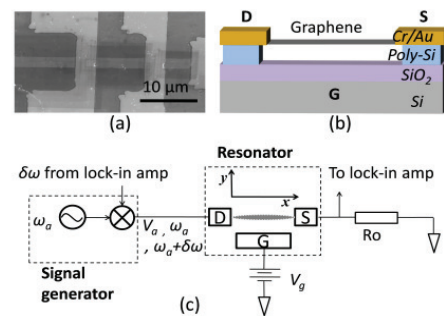 10 μm
(a)
D
S
Graphene
Cr/Au
Poly-Si
SiO₂
G
Si
(b)
δω from lock-in amp
ωₐ
Signal
generator
Vₐ, ωₐ
, ωₐ+δω
Resonator
y
x
D
S
G
V_g
To lock-in amp
Ro
(c)